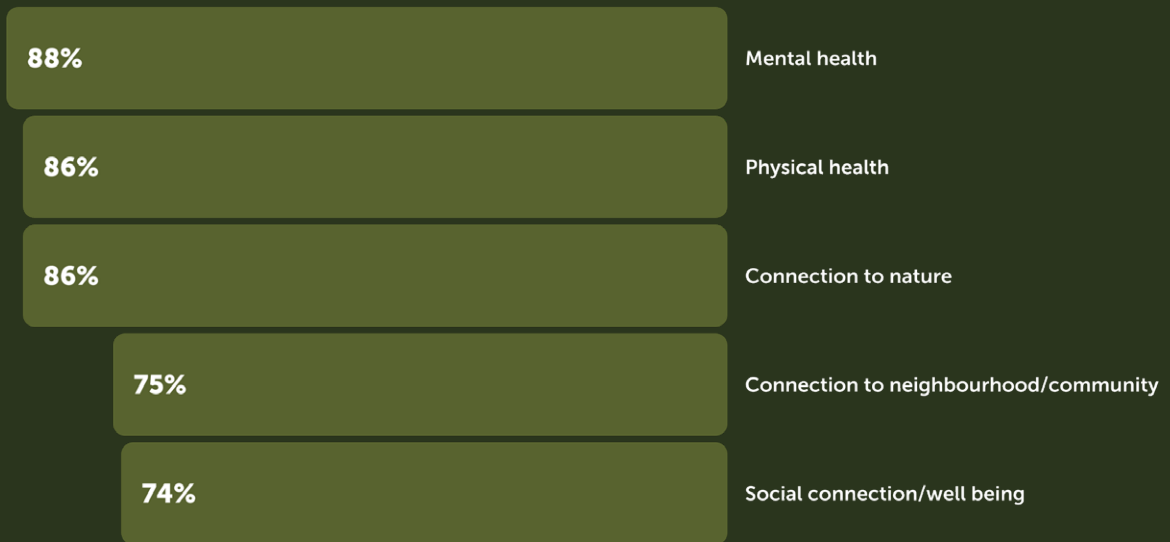 88% Mental health
86% Physical health
86% Connection to nature
75% Connection to neighbourhood/community
74% Social connection/well being